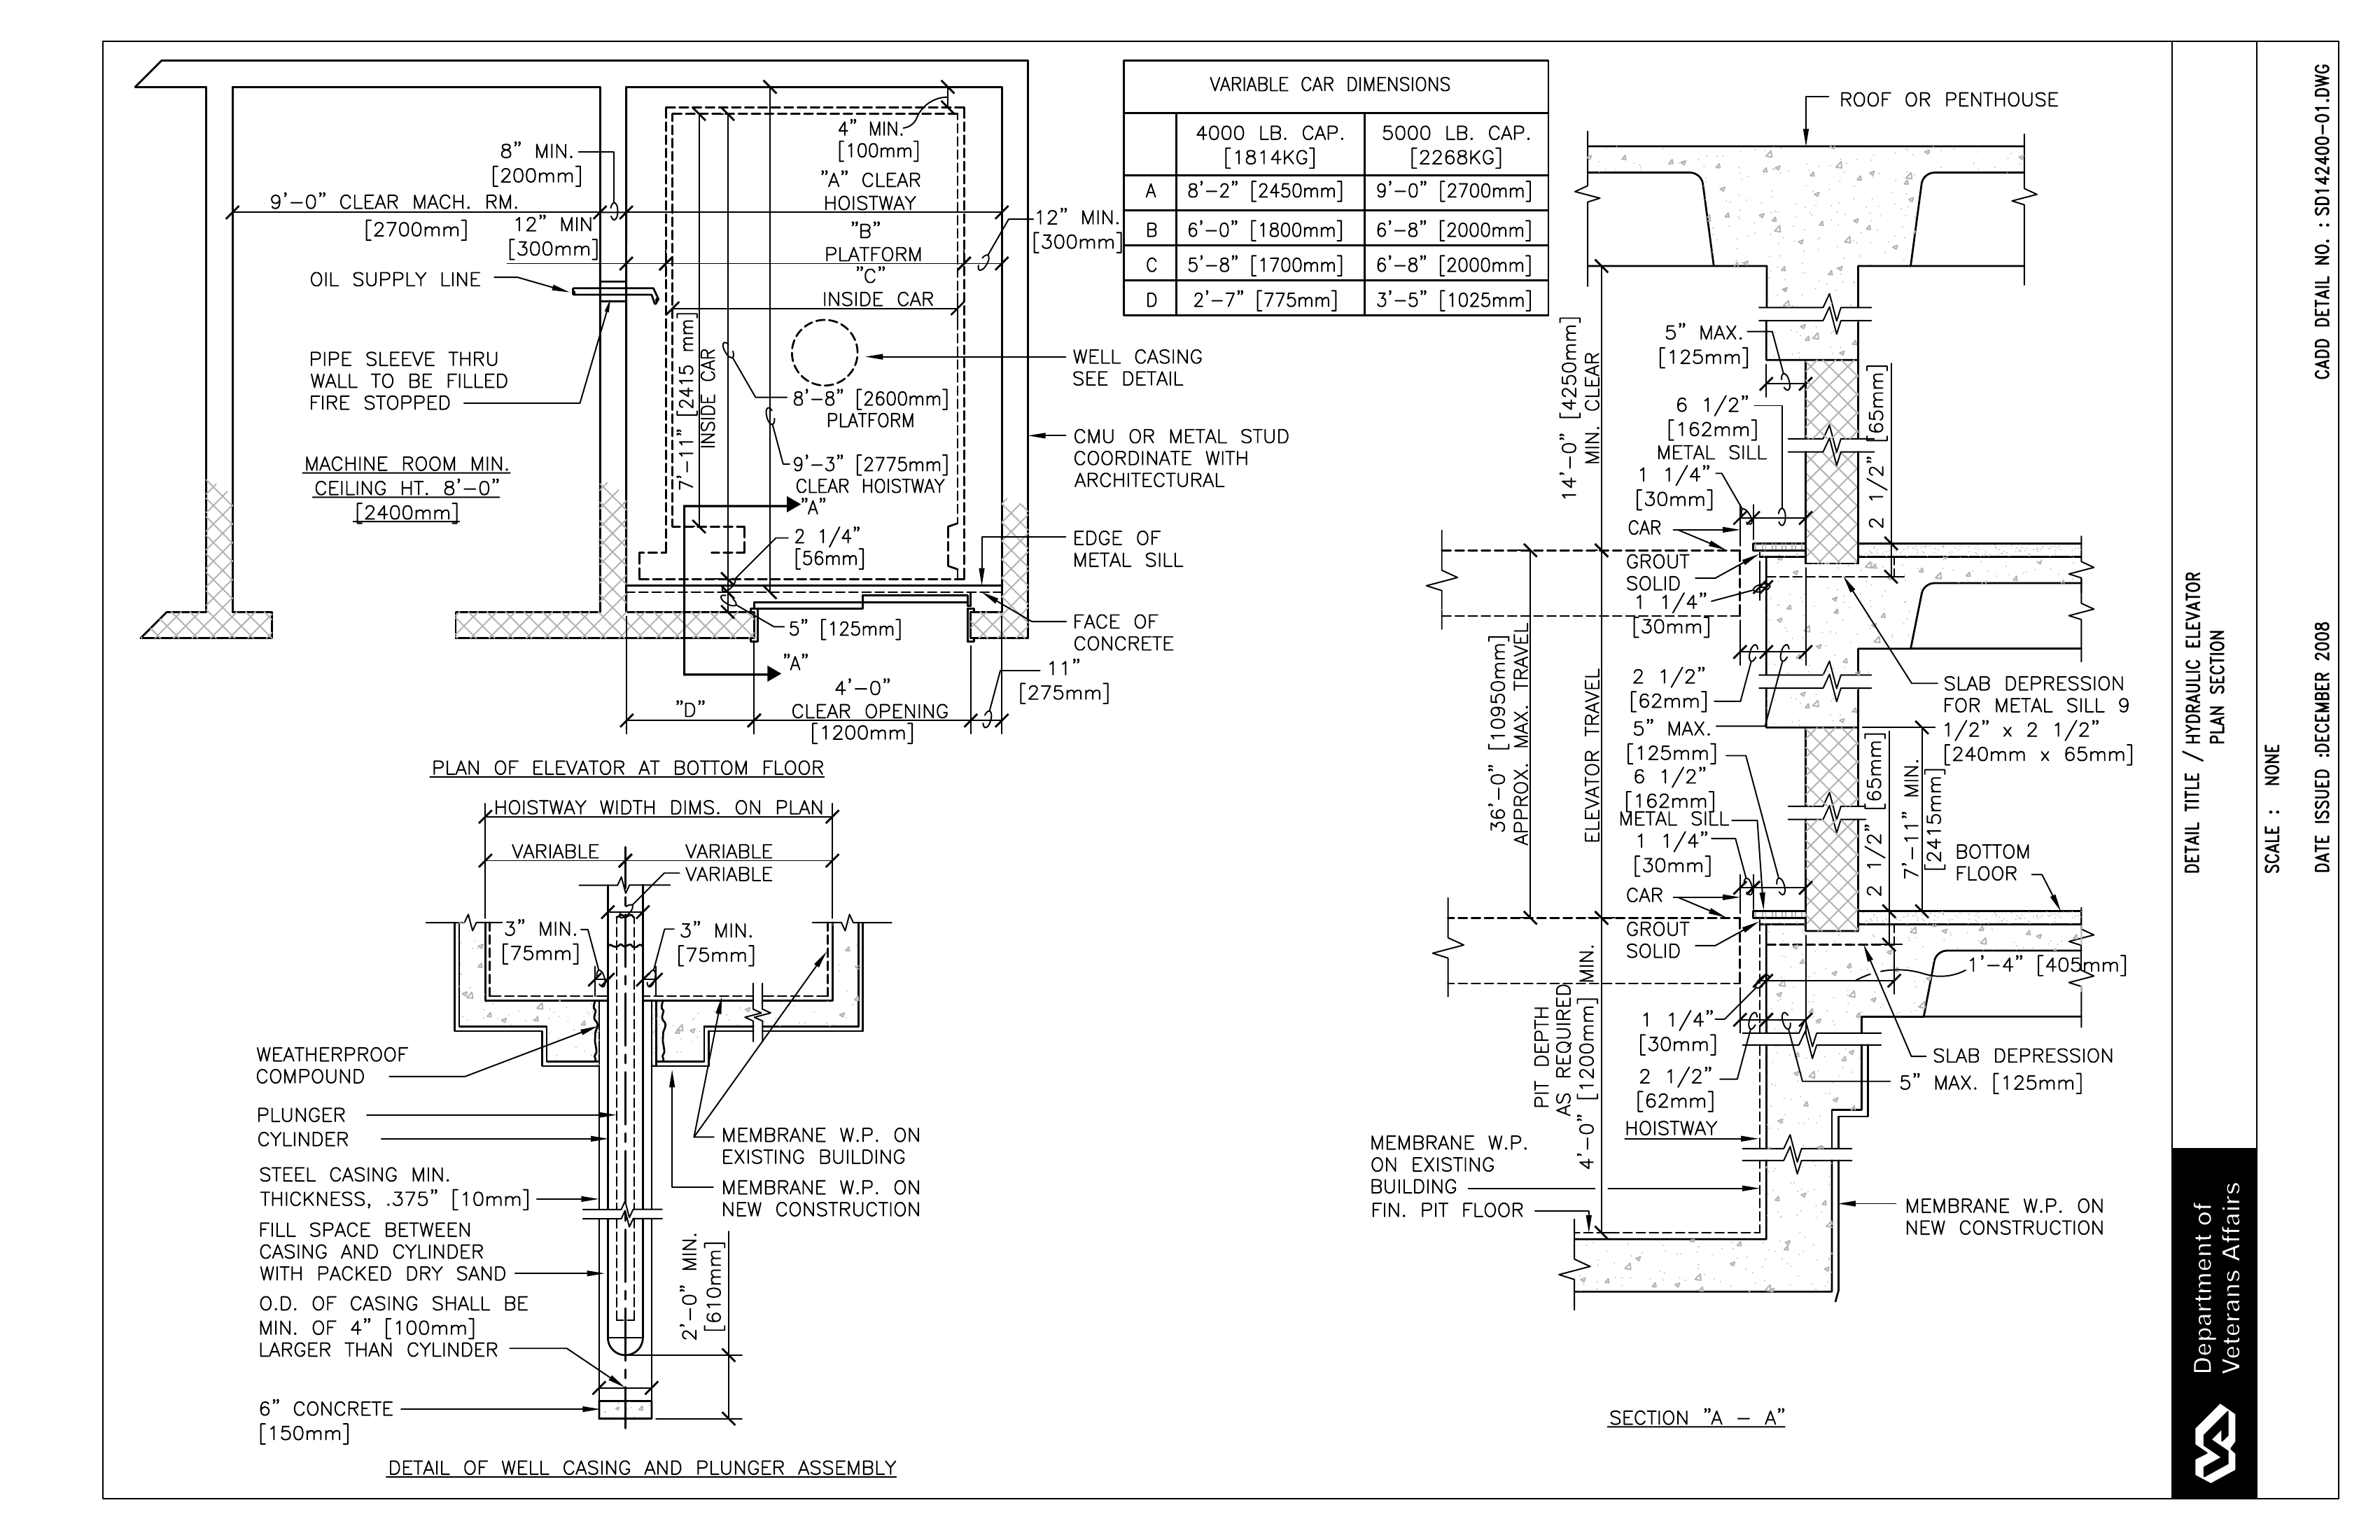 8" MIN.
[200mm]
9'-0" CLEAR MACH. RM.
[2700mm]
12" MIN
[300mm]
OIL SUPPLY LINE
PIPE SLEEVE THRU
WALL TO BE FILLED
FIRE STOPPED
MACHINE ROOM MIN.
CEILING HT. 8'-0"
[2400mm]
4" MIN.
[100mm]
"A" CLEAR
HOISTWAY
"B"
PLATFORM
"C"
INSIDE CAR
12" MIN.
[300mm]
7'-11" [2415 mm]
INSIDE CAR
WELL CASING
SEE DETAIL
8'-8" [2600mm]
PLATFORM
CMU OR METAL STUD
COORDINATE WITH
ARCHITECTURAL
9'-3" [2775mm]
CLEAR HOISTWAY
"A"
2 1/4"
[56mm]
EDGE OF
METAL SILL
5" [125mm]
FACE OF
CONCRETE
"A"
11"
[275mm]
"D"
4'-0"
CLEAR OPENING
[1200mm]
PLAN OF ELEVATOR AT BOTTOM FLOOR
VARIABLE CAR DIMENSIONS
4000 LB. CAP. 5000 LB. CAP.
[1814KG] [2268KG]
A 8'-2" [2450mm] 9'-0" [2700mm]
B 6'-0" [1800mm] 6'-8" [2000mm]
C 5'-8" [1700mm] 6'-8" [2000mm]
D 2'-7" [775mm] 3'-5" [1025mm]
HOISTWAY WIDTH DIMS. ON PLAN
VARIABLE VARIABLE
VARIABLE
3" MIN.
[75mm]
3" MIN.
[75mm]
WEATHERPROOF
COMPOUND
PLUNGER
CYLINDER
STEEL CASING MIN.
THICKNESS, .375" [10mm]
FILL SPACE BETWEEN
CASING AND CYLINDER
WITH PACKED DRY SAND
O.D. OF CASING SHALL BE
MIN. OF 4" [100mm]
LARGER THAN CYLINDER
6" CONCRETE
[150mm]
MEMBRANE W.P. ON
EXISTING BUILDING
MEMBRANE W.P. ON
NEW CONSTRUCTION
2'-0" MIN.
[610mm]
DETAIL OF WELL CASING AND PLUNGER ASSEMBLY
ROOF OR PENTHOUSE
14'-0" [4250mm]
MIN. CLEAR
5" MAX.
[125mm]
6 1/2"
[162mm]
METAL SILL
1 1/4"
[30mm]
CAR
GROUT
SOLID
1 1/4"
[30mm]
2 1/2" [65mm]
36'-0" [10950mm]
APPROX. MAX. TRAVEL
ELEVATOR TRAVEL
2 1/2"
[62mm]
5" MAX.
[125mm]
6 1/2"
[162mm]
METAL SILL
1 1/4"
[30mm]
CAR
GROUT
SOLID
SLAB DEPRESSION
FOR METAL SILL 9
1/2" x 2 1/2"
[240mm x 65mm]
2 1/2" [65mm]
7'-11" MIN.
[2415mm]
BOTTOM
FLOOR
1'-4" [405mm]
PIT DEPTH
AS REQUIRED
4'-0" [1200mm] MIN.
1 1/4"
[30mm]
2 1/2"
[62mm]
HOISTWAY
SLAB DEPRESSION
5" MAX. [125mm]
MEMBRANE W.P.
ON EXISTING
BUILDING
FIN. PIT FLOOR
MEMBRANE W.P. ON
NEW CONSTRUCTION
SECTION "A - A"
DETAIL TITLE / HYDRAULIC ELEVATOR
PLAN SECTION
SCALE : NONE
DATE ISSUED :DECEMBER 2008
CADD DETAIL NO. : SD142400-01.DWG
Department of
Veterans Affairs